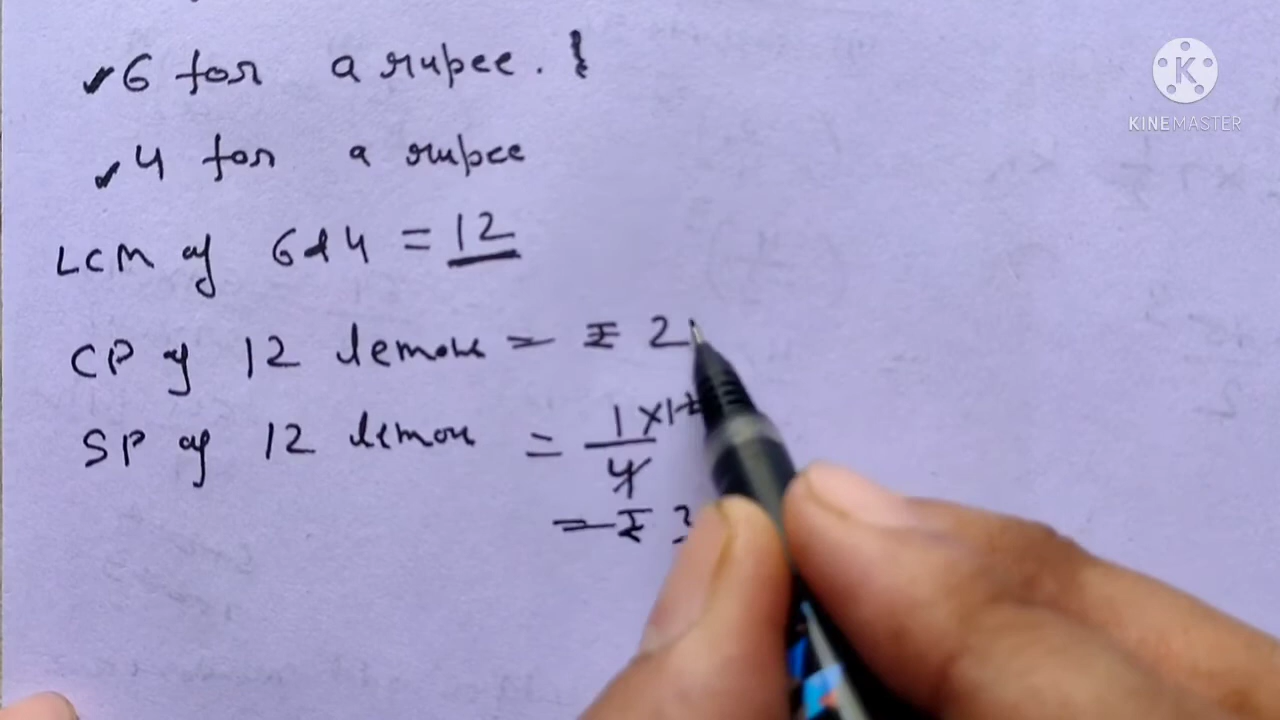 6 for a rupee.
4 for a rupee
LCM of 6 & 4 = 12
CP of 12 lemons = ₹ 2
SP of 12 lemon = 1 × 12
4
= ₹ 3
K
KINEMASTER